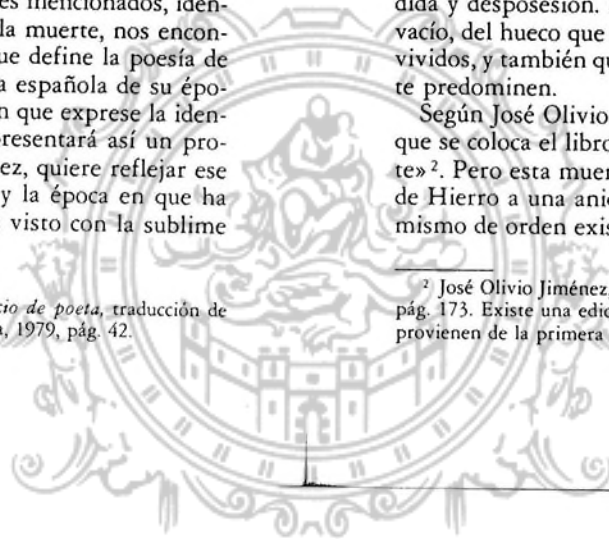 es mencionados, iden-
la muerte, nos encon-
ue define la poesía de
a española de su épo-
n que exprese la iden-
presentará así un pro-
ez, quiere reflejar ese
y la época en que ha
visto con la sublime
cio de poeta, traducción de
a, 1979, pág. 42.
dida y desposesión.
vacío, del hueco que
vividos, y también qu
te predominen.
Según José Olivio
que se coloca el libro
te» ². Pero esta muer
de Hierro a una anic
mismo de orden exis
² José Olivio Jiménez,
pág. 173. Existe una edic
provienen de la primera